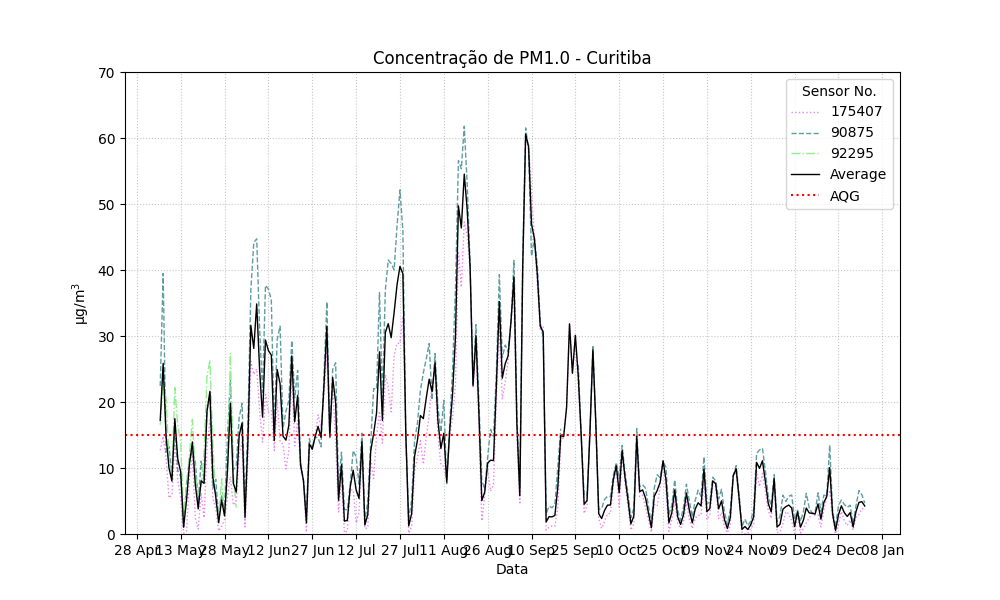 Concentração de PM1.0 - Curitiba
70
60
50
40
30
20
10
0
µg/m³
Sensor No.
175407
90875
92295
Average
AQG
28 Apr 13 May 28 May 12 Jun 27 Jun 12 Jul 27 Jul 11 Aug 26 Aug 10 Sep 25 Sep 10 Oct 25 Oct 09 Nov 24 Nov 09 Dec 24 Dec 08 Jan
Data